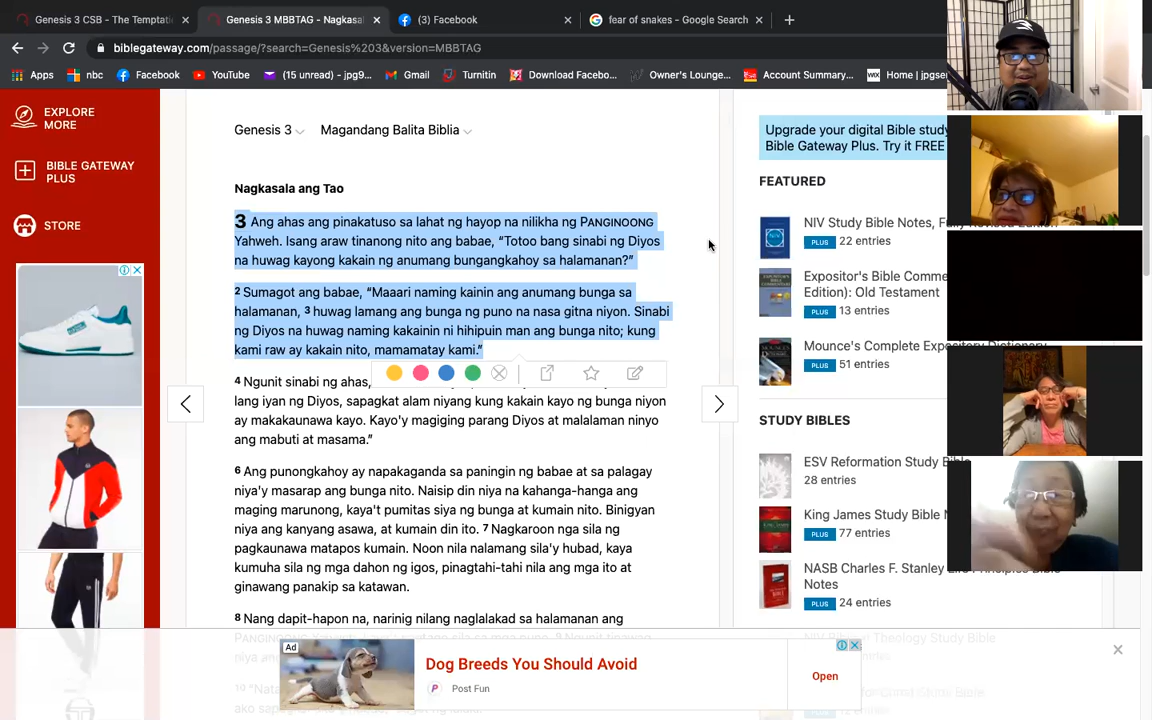 Genesis 3 CSB - The Temptatio
Genesis 3 MBBTAG - Nagkasal
(3) Facebook
fear of snakes - Google Search
biblegateway.com/passage/?search=Genesis%203&version=MBBTAG
Apps
nbc
Facebook
YouTube
(15 unread) - jpg9...
Gmail
Turnitin
Download Facebo...
Owner's Lounge...
Account Summary...
Home | jpgser
EXPLORE
MORE
BIBLE GATEWAY
PLUS
STORE
Genesis 3
Magandang Balita Biblia
Nagkasala ang Tao
3 Ang ahas ang pinakatuso sa lahat ng hayop na nilikha ng PANGINOONG
Yahweh. Isang araw tinanong nito ang babae, “Totoo bang sinabi ng Diyos
na huwag kayong kakain ng anumang bungangkahoy sa halamanan?”
2 Sumagot ang babae, “Maaari naming kainin ang anumang bunga sa
halamanan, 3 huwag lamang ang bunga ng puno na nasa gitna niyon. Sinabi
ng Diyos na huwag naming kakainin ni hihipuin man ang bunga nito; kung
kami raw ay kakain nito, mamamatay kami.”
4 Ngunit sinabi ng ahas,
lang iyan ng Diyos, sapagkat alam niyang kung kakain kayo ng bunga niyon
ay makakaunawa kayo. Kayo'y magiging parang Diyos at malalaman ninyo
ang mabuti at masama.”
6 Ang punongkahoy ay napakaganda sa paningin ng babae at sa palagay
niya'y masarap ang bunga nito. Naisip din niya na kahanga-hanga ang
maging marunong, kaya't pumitas siya ng bunga at kumain nito. Binigyan
niya ang kanyang asawa, at kumain din ito. 7 Nagkaroon nga sila ng
pagkaunawa matapos kumain. Noon nila nalamang sila'y hubad, kaya
kumuha sila ng mga dahon ng igos, pinagtahi-tahi nila ang mga ito at
ginawang panakip sa katawan.
8 Nang dapit-hapon na, narinig nilang naglalakad sa halamanan ang
Upgrade your digital Bible study
Bible Gateway Plus. Try it FREE
FEATURED
NIV Study Bible Notes, Fully Revised Edition
PLUS 22 entries
Expositor's Bible Comme
Edition): Old Testament
PLUS 13 entries
Mounce's Complete Expository Dictionary
PLUS 51 entries
STUDY BIBLES
ESV Reformation Study Bible
28 entries
King James Study Bible N
PLUS 77 entries
NASB Charles F. Stanley Life Principles Bible
Notes
PLUS 24 entries
Ad
Dog Breeds You Should Avoid
Post Fun
Open